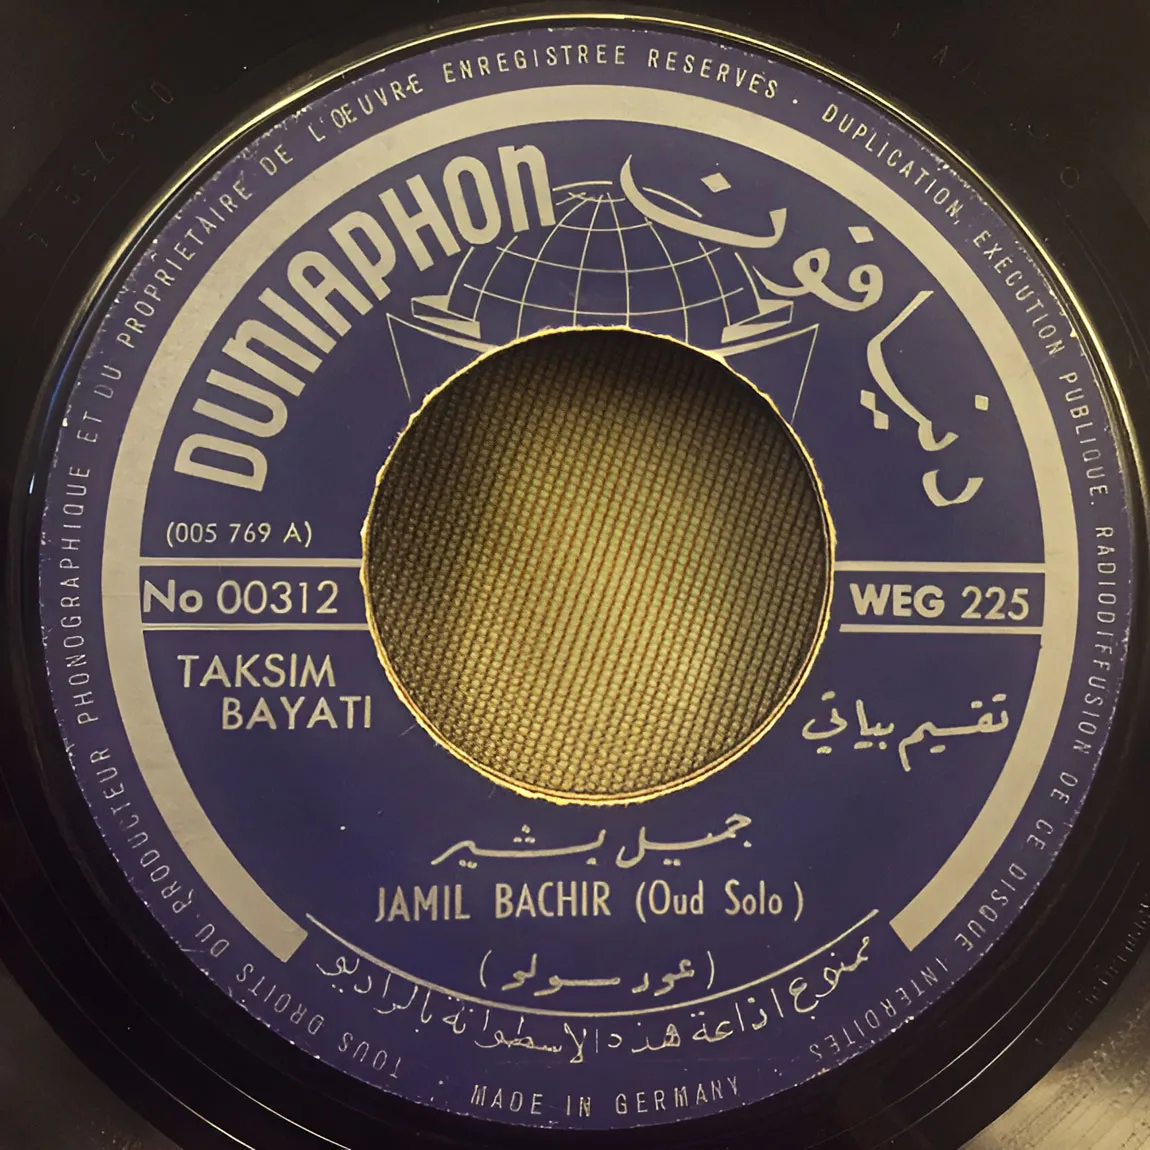 TOUS DROITS DU PRODUCTEUR PHONOGRAPHIQUE ET DU PROPRIETAIRE DE L'OEUVRE ENREGISTREE RESERVES · DUPLICATION, EXECUTION PUBLIQUE, RADIODIFFUSION DE CE DISQUE INTERDITES
DUNIAPHON
دنيافون
(005 769 A)
No 00312
WEG 225
TAKSIM
BAYATI
تقسيم بياتي
جميل بشير
JAMIL BACHIR (Oud Solo)
(عود سولو)
ممنوع اذاعة هذه الاسطوانة بالراديو
MADE IN GERMANY